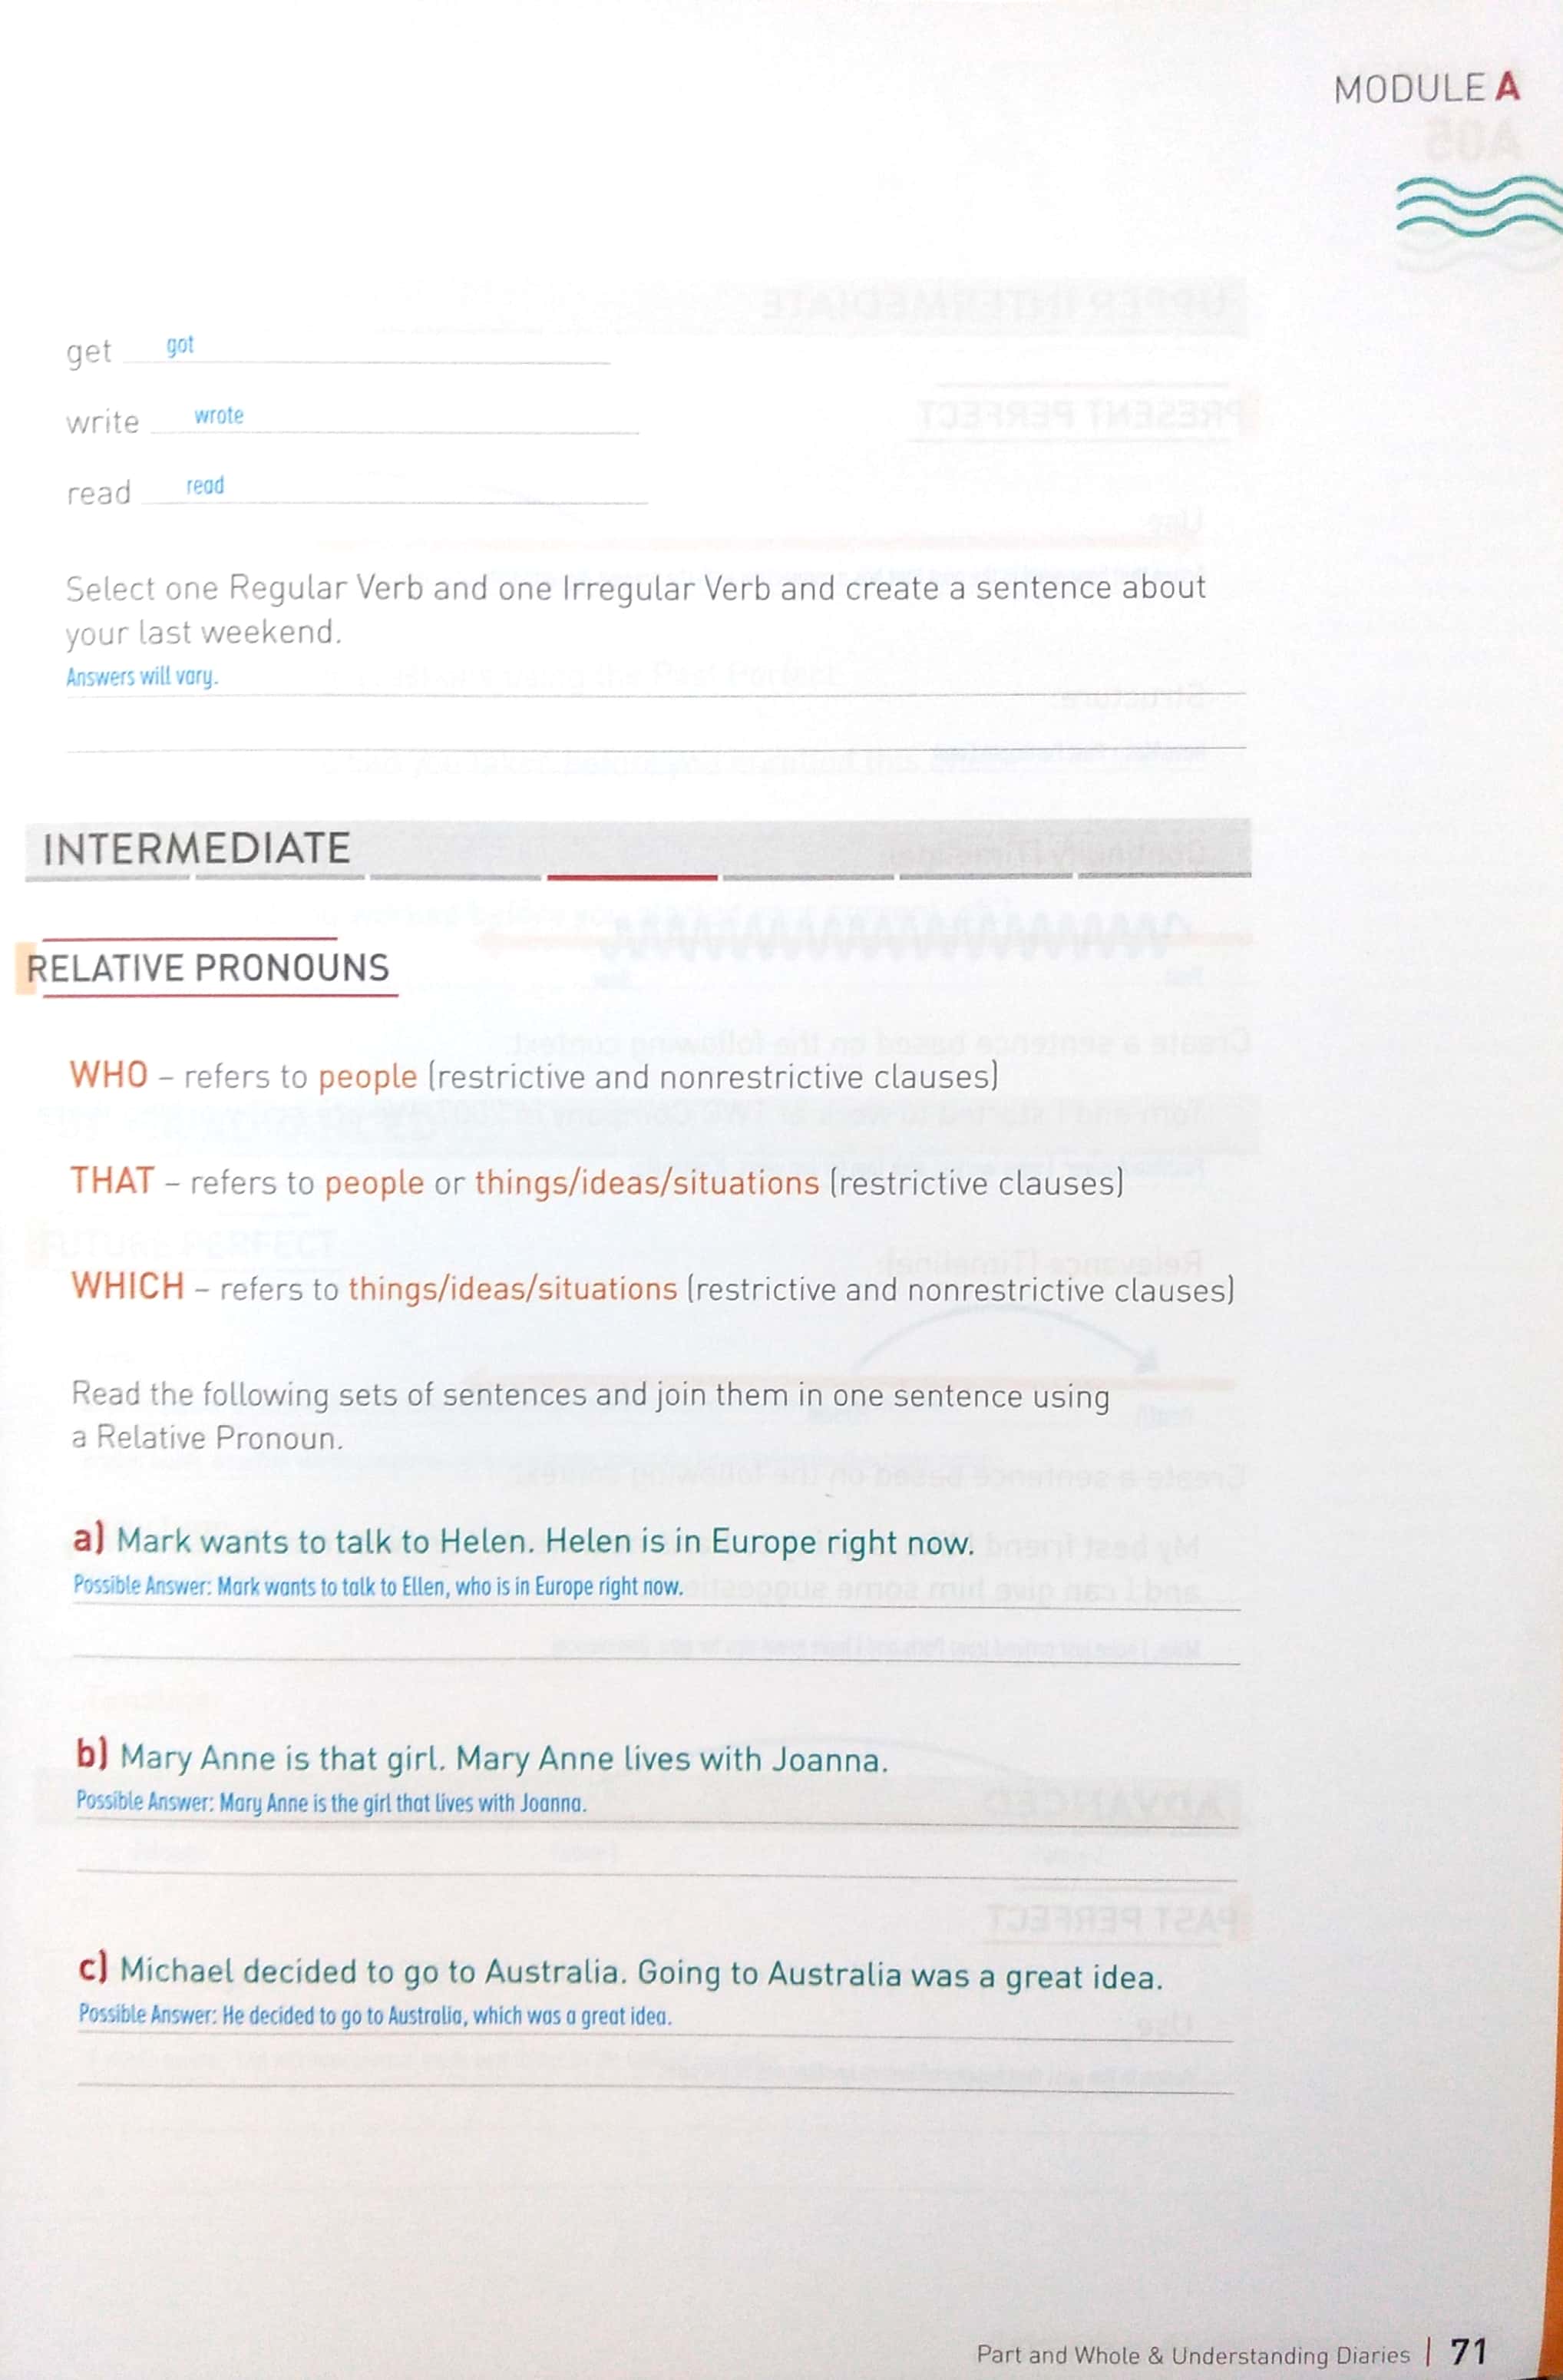 MODULE A
get got
write wrote
read read
Select one Regular Verb and one Irregular Verb and create a sentence about
your last weekend.
Answers will vary.
INTERMEDIATE
RELATIVE PRONOUNS
WHO – refers to people (restrictive and nonrestrictive clauses)
THAT – refers to people or things/ideas/situations (restrictive clauses)
WHICH – refers to things/ideas/situations (restrictive and nonrestrictive clauses)
Read the following sets of sentences and join them in one sentence using
a Relative Pronoun.
a) Mark wants to talk to Helen. Helen is in Europe right now.
Possible Answer: Mark wants to talk to Ellen, who is in Europe right now.
b) Mary Anne is that girl. Mary Anne lives with Joanna.
Possible Answer: Mary Anne is the girl that lives with Joanna.
c) Michael decided to go to Australia. Going to Australia was a great idea.
Possible Answer: He decided to go to Australia, which was a great idea.
Part and Whole & Understanding Diaries | 71